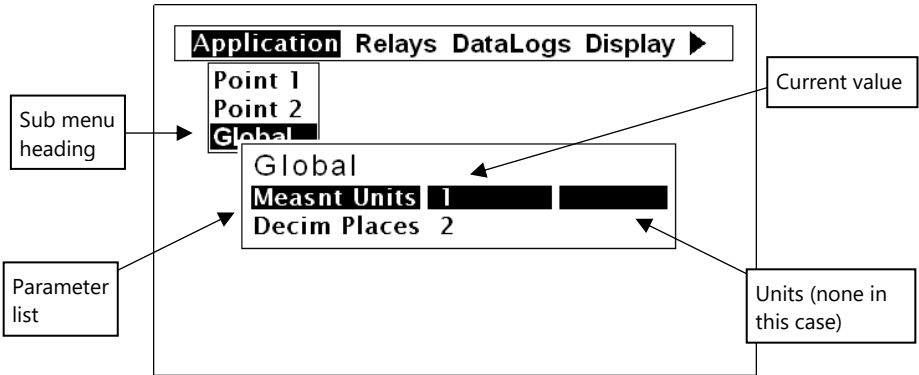 Application Relays DataLogs Display
Point 1
Point 2
Global
Global
Measnt Units 1
Decim Places 2
Sub menu
heading
Current value
Parameter
list
Units (none in
this case)